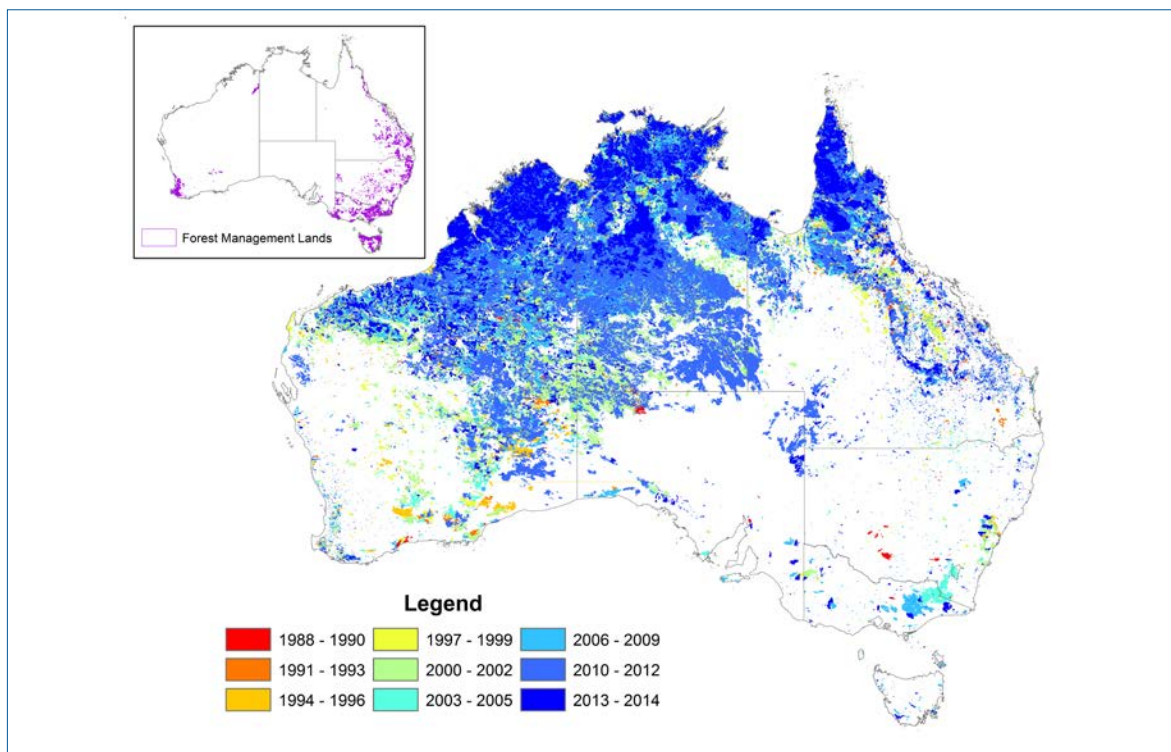 Forest Management Lands
Legend
1988 - 1990
1991 - 1993
1994 - 1996
1997 - 1999
2000 - 2002
2003 - 2005
2006 - 2009
2010 - 2012
2013 - 2014